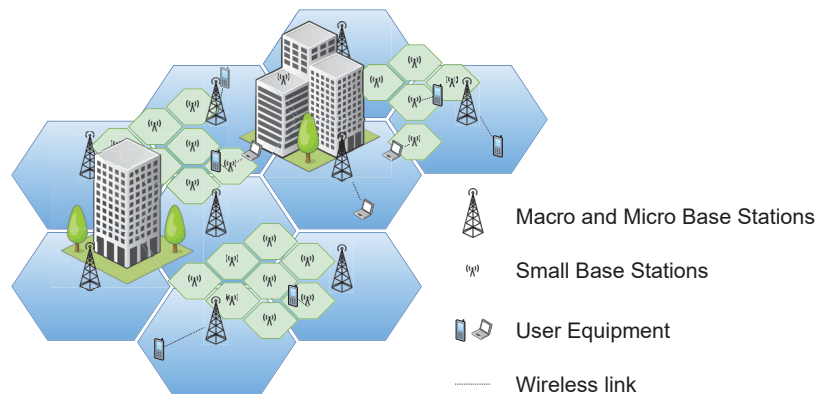 Macro and Micro Base Stations
Small Base Stations
User Equipment
Wireless link